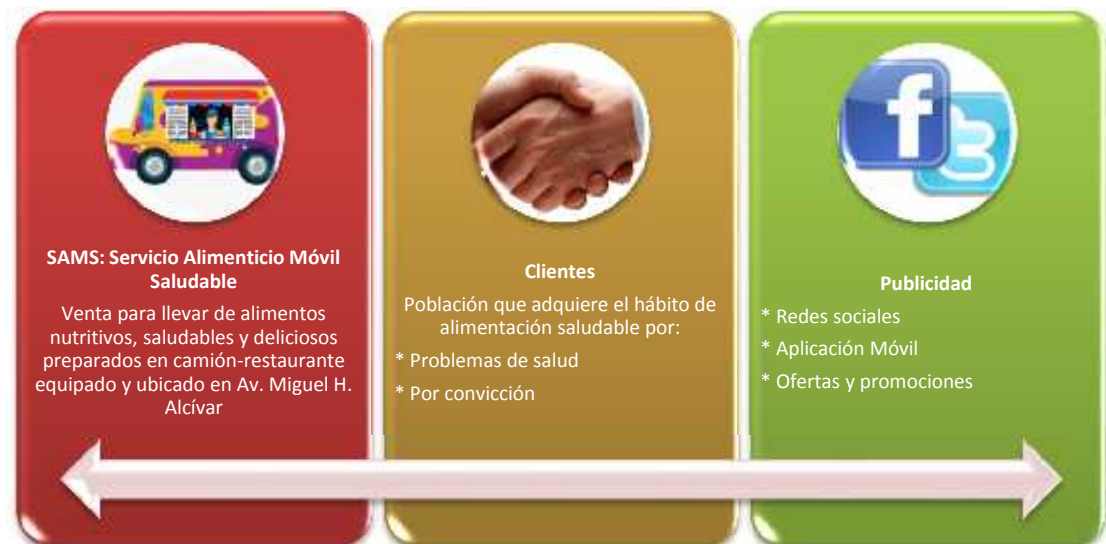 SAMS: Servicio Alimenticio Móvil
Saludable
Venta para llevar de alimentos
nutritivos, saludables y deliciosos
preparados en camión-restaurante
equipado y ubicado en Av. Miguel H.
Alcívar
Clientes
Población que adquiere el hábito de
alimentación saludable por:
* Problemas de salud
* Por convicción
f
t
Publicidad
* Redes sociales
* Aplicación Móvil
* Ofertas y promociones